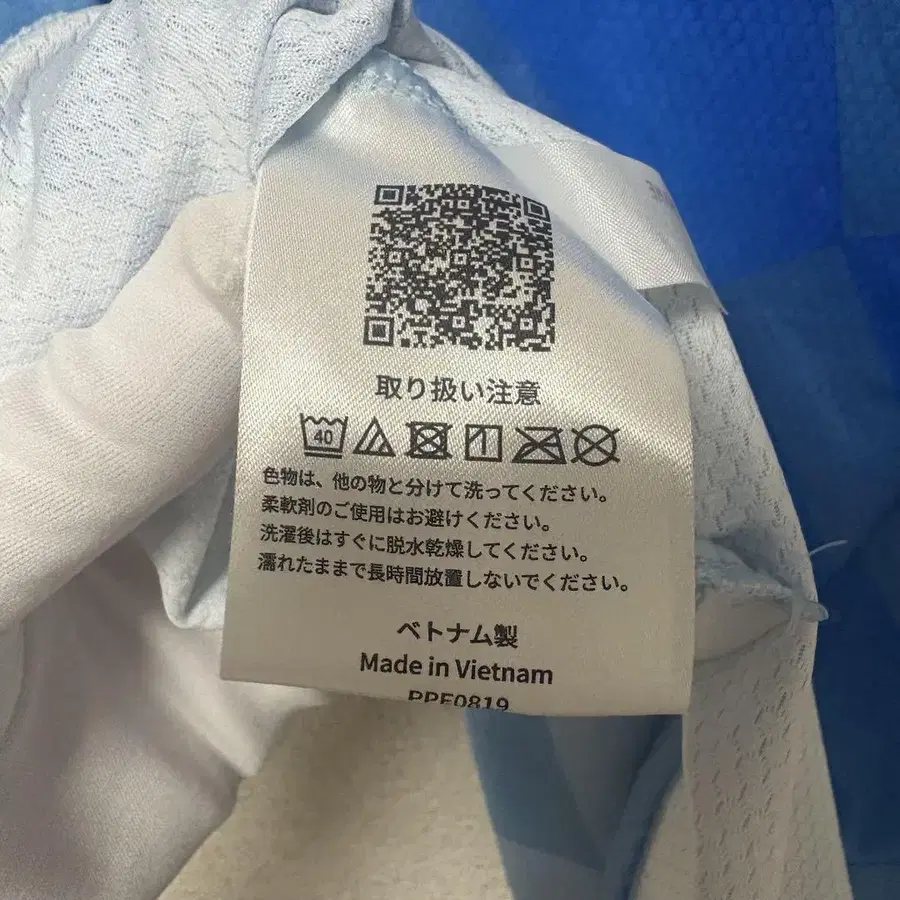 取り扱い注意
40
色物は、他の物と分けて洗ってください。
柔軟剤のご使用はお避けください。
洗濯後はすぐに脱水乾燥してください。
濡れたままで長時間放置しないでください。
ベトナム製
Made in Vietnam
PPF0819